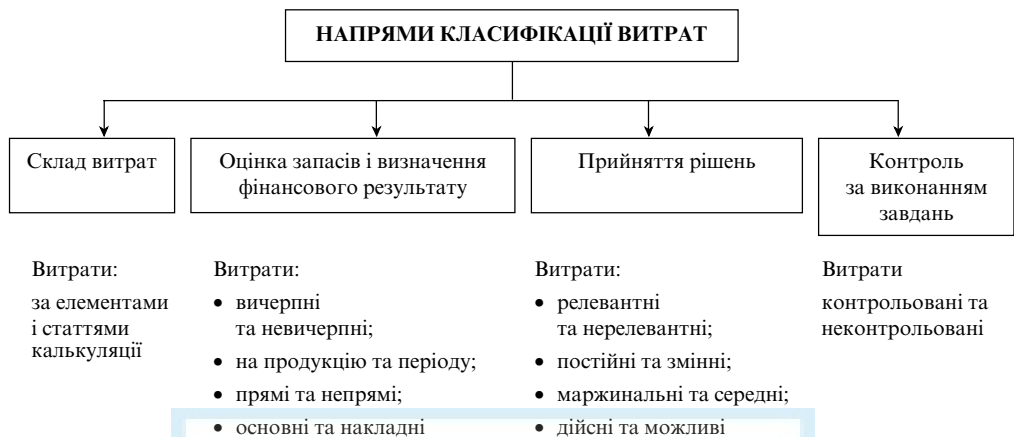 НАПРЯМИ КЛАСИФІКАЦІЇ ВИТРАТ
Склад витрат
Оцінка запасів і визначення
фінансового результату
Прийняття рішень
Контроль
за виконанням
завдань
Витрати:
за елементами
і статтями
калькуляції
Витрати:
• вичерпні
та невичерпні;
• на продукцію та періоду;
• прямі та непрямі;
• основні та накладні
Витрати:
• релевантні
та нерелевантні;
• постійні та змінні;
• маржинальні та середні;
• дійсні та можливі
Витрати
контрольовані та
неконтрольовані